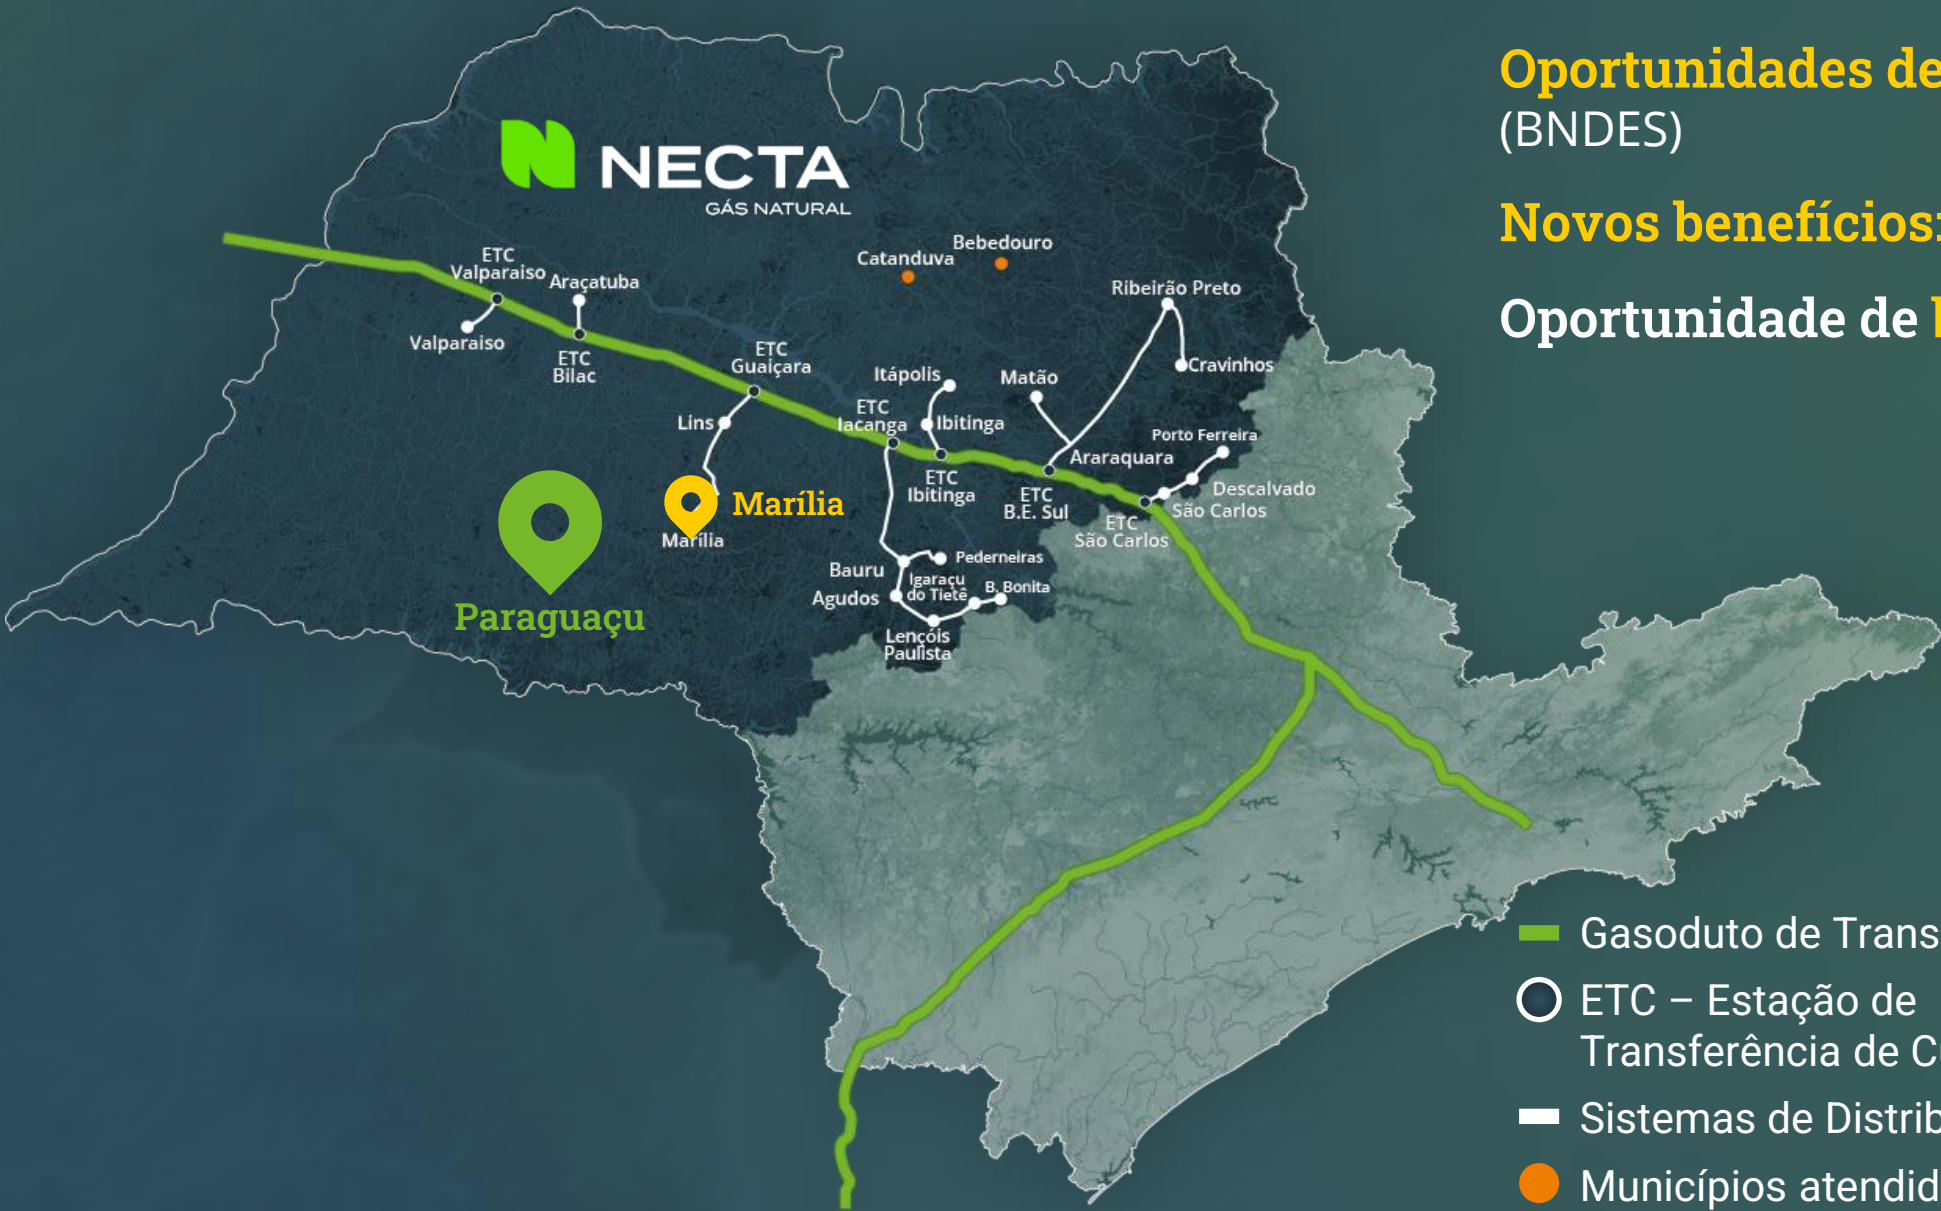 Oportunidades de
(BNDES)
Novos benefícios:
Oportunidade de
NECTA
GÁS NATURAL
ETC
Valparaiso
Araçatuba
Valparaiso
ETC
Bilac
Catanduva
Bebedouro
Ribeirão Preto
Cravinhos
ETC
Guaiçara
Lins
Itápolis
Matão
ETC
Iacanga
Ibitinga
Araraquara
Porto Ferreira
Descalvado
São Carlos
ETC
Ibitinga
ETC
B.E. Sul
ETC
São Carlos
Marília
Marília
Paraguaçu
Bauru
Pederneiras
Agudos
Igaraçu
do Tietê
B. Bonita
Lençóis
Paulista
Gasoduto de Trans
ETC – Estação de
Transferência de C
Sistemas de Distrib
Municípios atendid